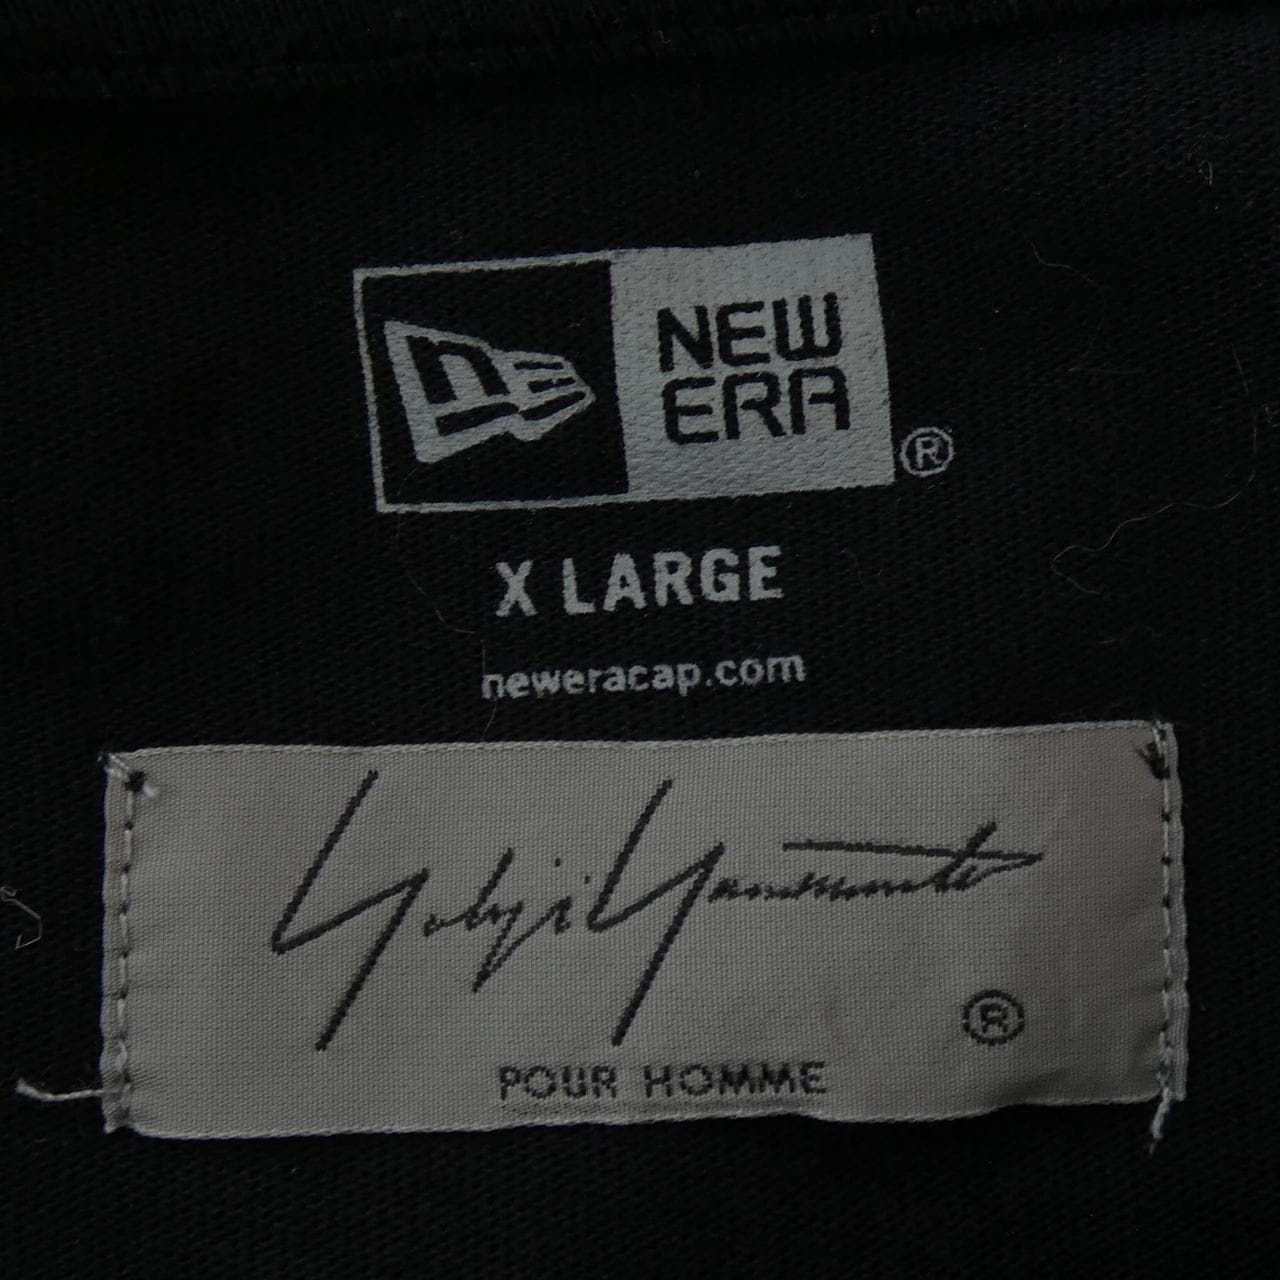 NEW
ERA
®
X LARGE
neweracap.com
Yohji Yamamoto
®
POUR HOMME